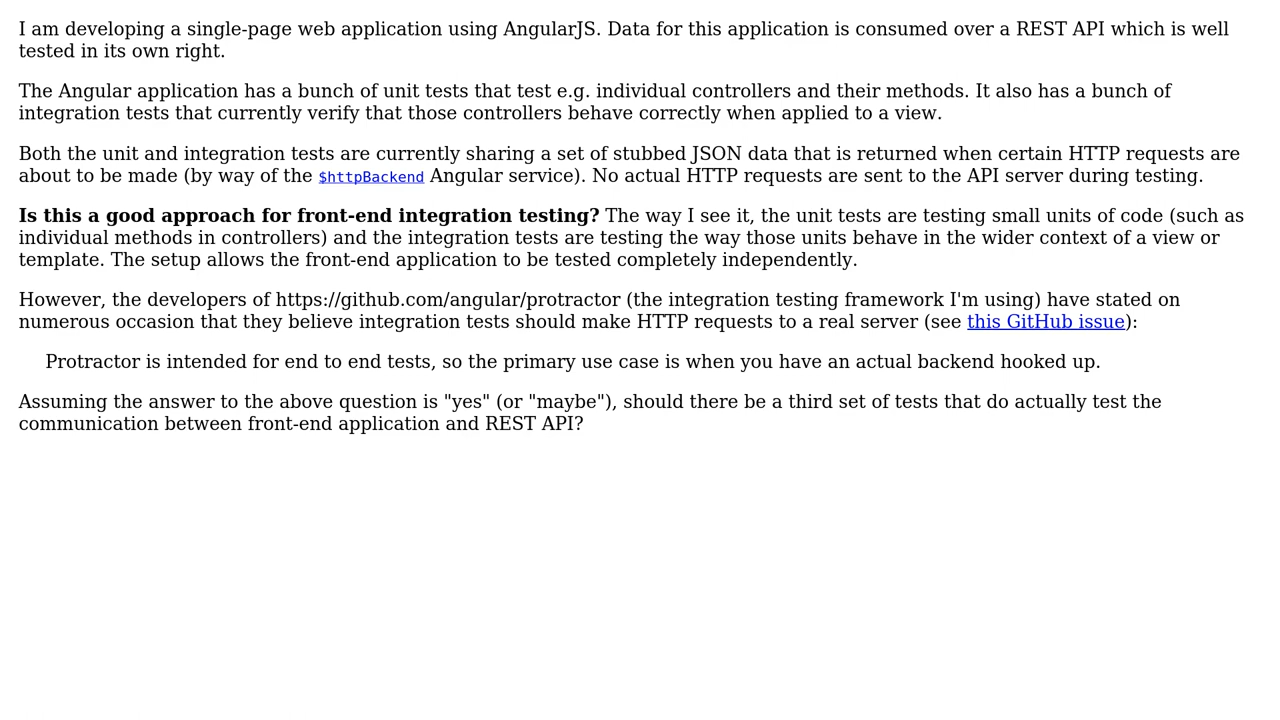 I am developing a single-page web application using AngularJS. Data for this application is consumed over a REST API which is well
tested in its own right.
The Angular application has a bunch of unit tests that test e.g. individual controllers and their methods. It also has a bunch of
integration tests that currently verify that those controllers behave correctly when applied to a view.
Both the unit and integration tests are currently sharing a set of stubbed JSON data that is returned when certain HTTP requests are
about to be made (by way of the $httpBackend Angular service). No actual HTTP requests are sent to the API server during testing.
Is this a good approach for front-end integration testing? The way I see it, the unit tests are testing small units of code (such as
individual methods in controllers) and the integration tests are testing the way those units behave in the wider context of a view or
template. The setup allows the front-end application to be tested completely independently.
However, the developers of https://github.com/angular/protractor (the integration testing framework I'm using) have stated on
numerous occasion that they believe integration tests should make HTTP requests to a real server (see this GitHub issue):
Protractor is intended for end to end tests, so the primary use case is when you have an actual backend hooked up.
Assuming the answer to the above question is "yes" (or "maybe"), should there be a third set of tests that do actually test the
communication between front-end application and REST API?